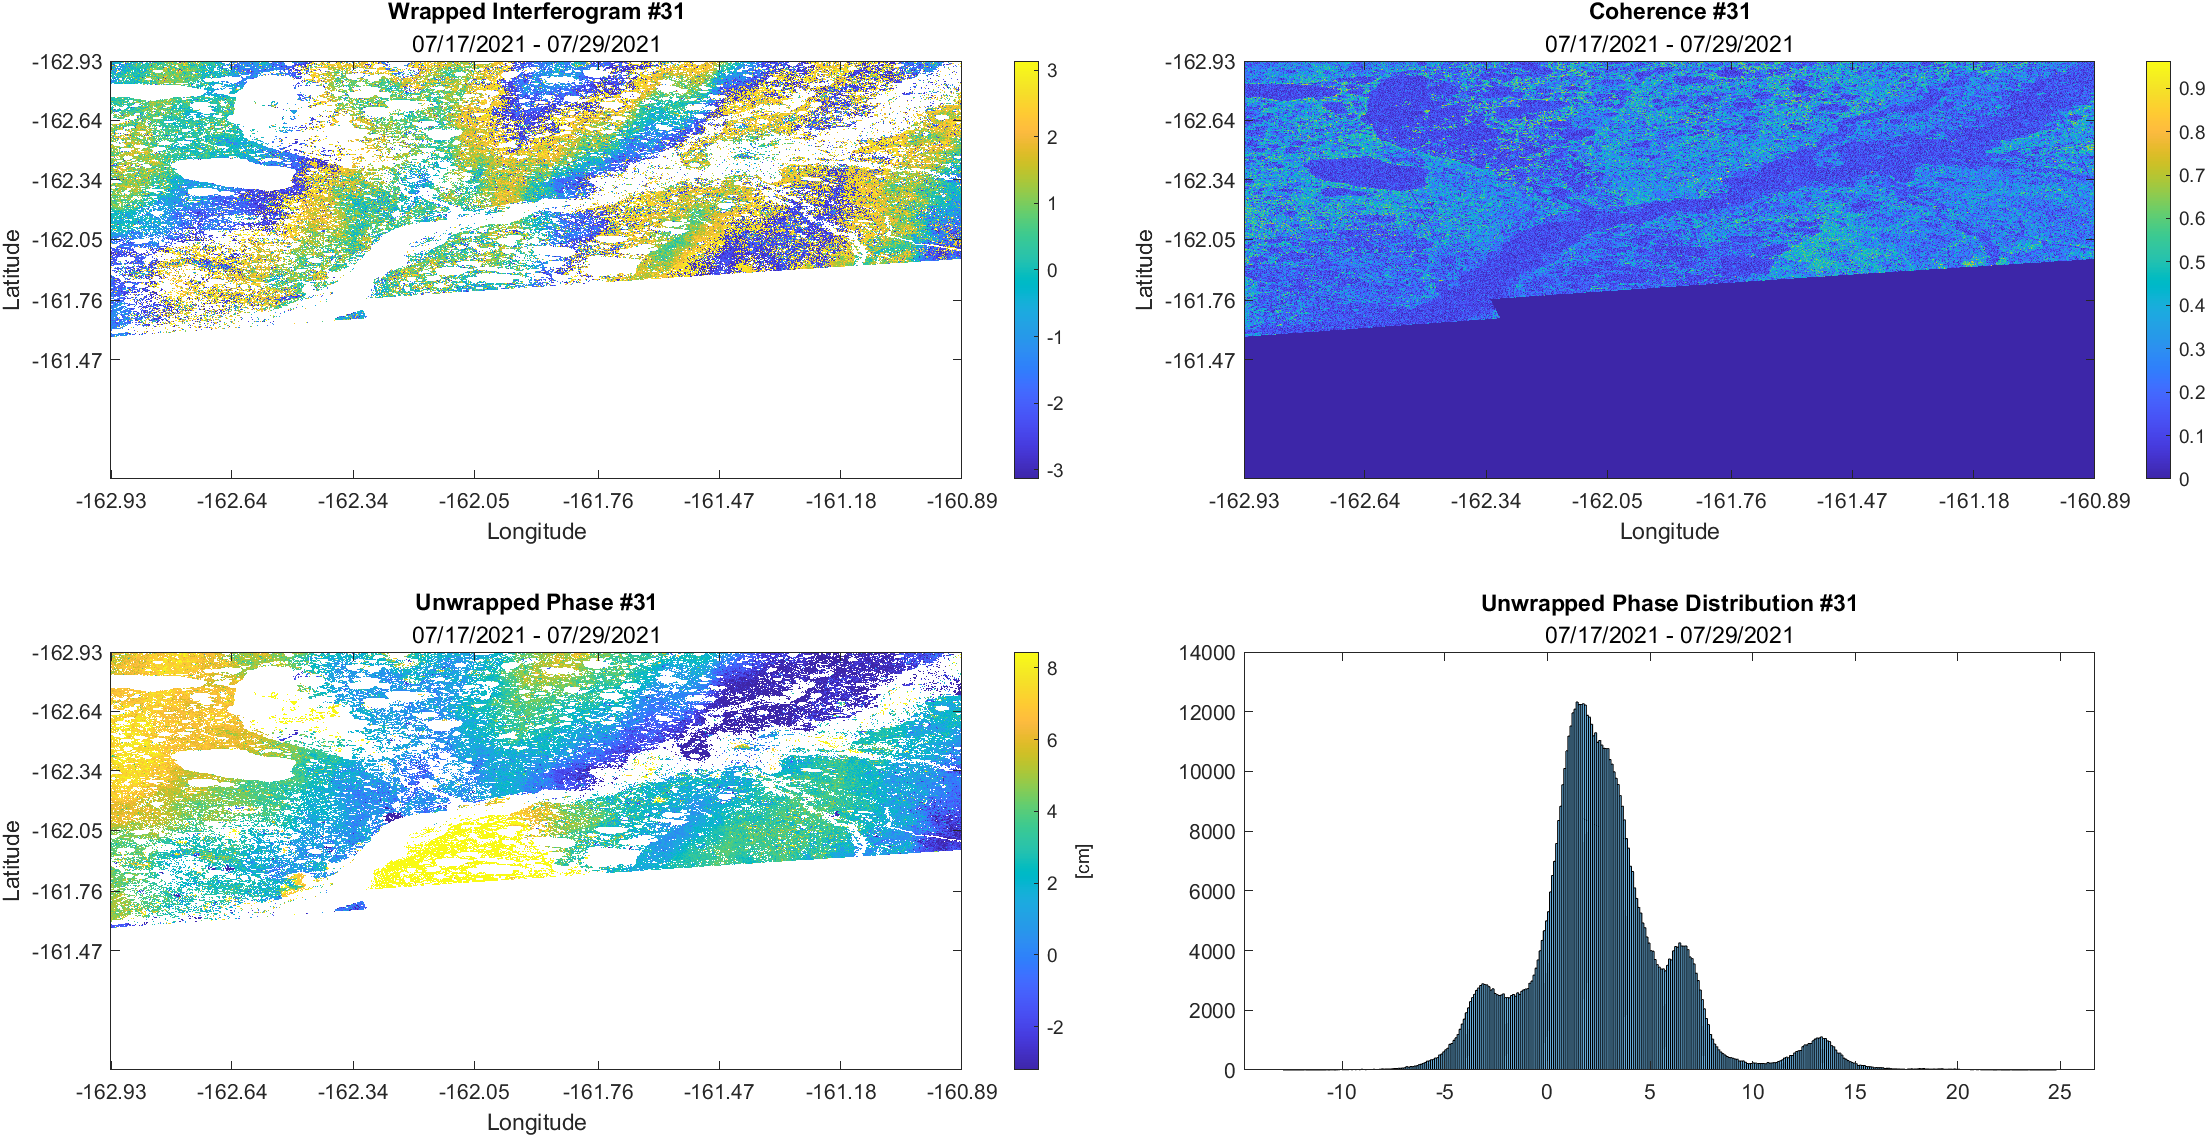 Wrapped Interferogram #31
07/17/2021 - 07/29/2021
-162.93
-162.64
-162.34
-162.05
-161.76
-161.47
Latitude
-162.93 -162.64 -162.34 -162.05 -161.76 -161.47 -161.18 -160.89
Longitude
3
2
1
0
-1
-2
-3
Coherence #31
07/17/2021 - 07/29/2021
-162.93
-162.64
-162.34
-162.05
-161.76
-161.47
Latitude
-162.93 -162.64 -162.34 -162.05 -161.76 -161.47 -161.18 -160.89
Longitude
0.9
0.8
0.7
0.6
0.5
0.4
0.3
0.2
0.1
0
Unwrapped Phase #31
07/17/2021 - 07/29/2021
-162.93
-162.64
-162.34
-162.05
-161.76
-161.47
Latitude
-162.93 -162.64 -162.34 -162.05 -161.76 -161.47 -161.18 -160.89
Longitude
8
6
4
2
0
-2
[cm]
Unwrapped Phase Distribution #31
07/17/2021 - 07/29/2021
14000
12000
10000
8000
6000
4000
2000
0
-10 -5 0 5 10 15 20 25